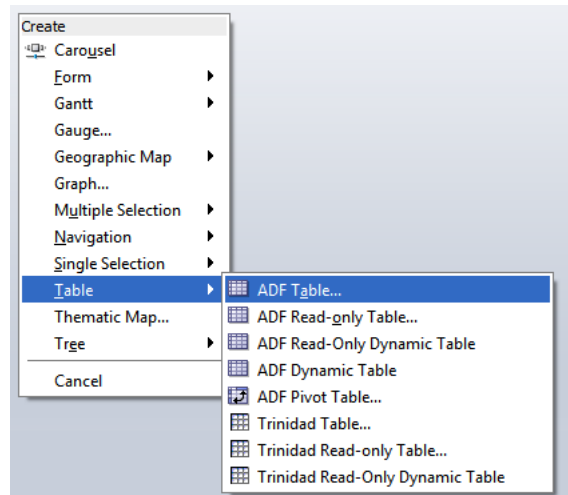 Create
Carousel
Form
Gantt
Gauge...
Geographic Map
Graph...
Multiple Selection
Navigation
Single Selection
Table
Thematic Map...
Tree
Cancel
ADF Table...
ADF Read-only Table...
ADF Read-Only Dynamic Table
ADF Dynamic Table
ADF Pivot Table...
Trinidad Table...
Trinidad Read-only Table...
Trinidad Read-Only Dynamic Table